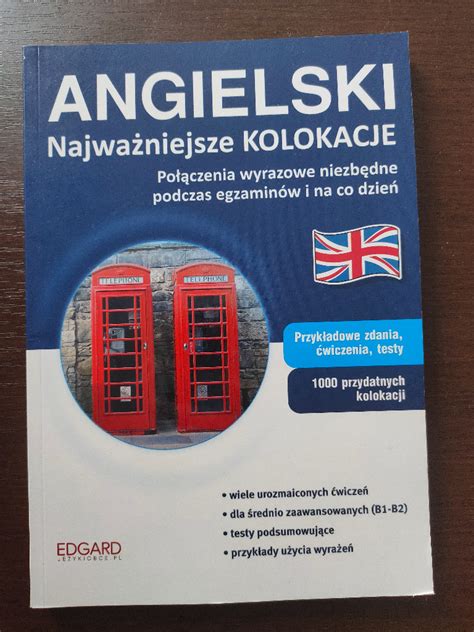 ANGIELSKI
Najważniejsze KOLOKACJE
Połączenia wyrazowe niezbędne
podczas egzaminów i na co dzień
TELEPHONE
TELEPHONE
Przykładowe zdania,
ćwiczenia, testy
1000 przydatnych
kolokacji
• wiele urozmaiconych ćwiczeń
• dla średnio zaawansowanych (B1-B2)
• testy podsumowujące
• przykłady użycia wyrażeń
EDGARD
JEZYKIOBCE.PL